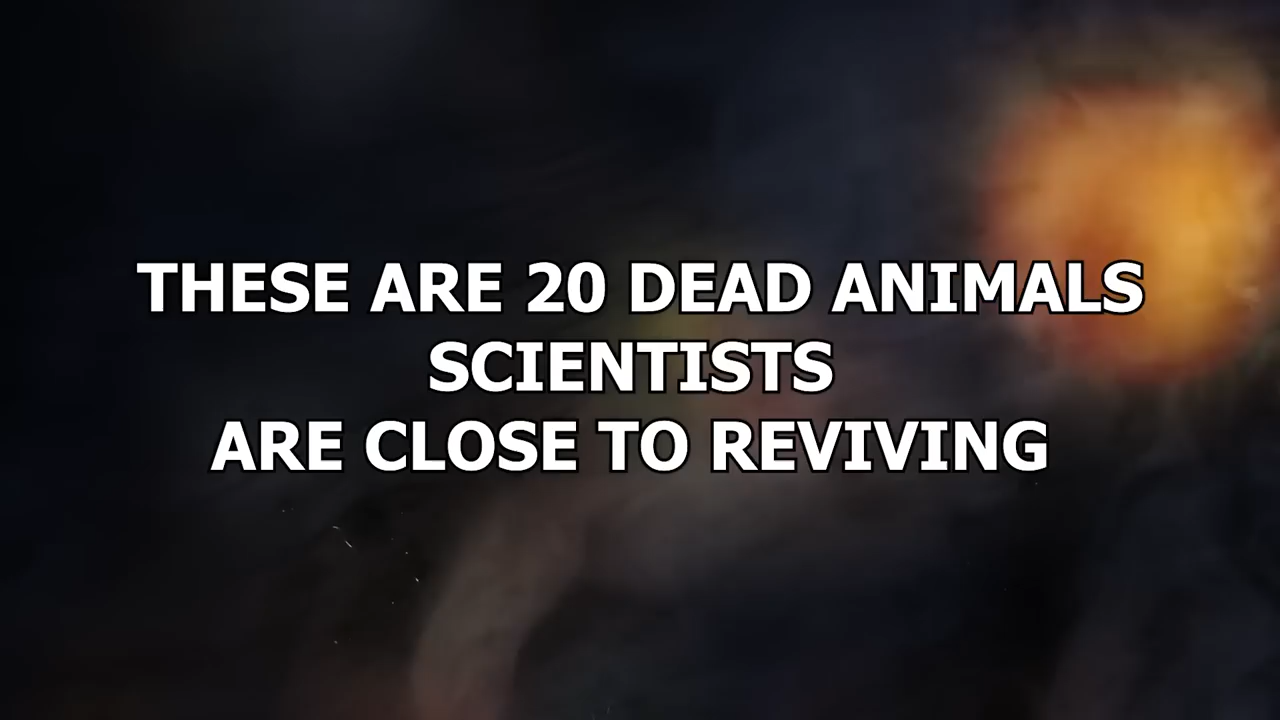 THESE ARE 20 DEAD ANIMALS
SCIENTISTS
ARE CLOSE TO REVIVING